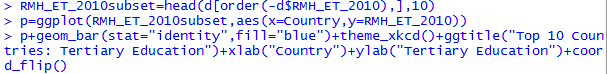 > RMH_ET_2010subset=head(d[order(-d$RMH_ET_2010),],10)
> p=ggplot(RMH_ET_2010subset,aes(x=Country,y=RMH_ET_2010))
> p+geom_bar(stat="identity",fill="blue")+theme_xkcd()+ggtitle("Top 10 Coun
tries: Tertiary Education")+xlab("Country")+ylab("Tertiary Education")+coor
d_flip()